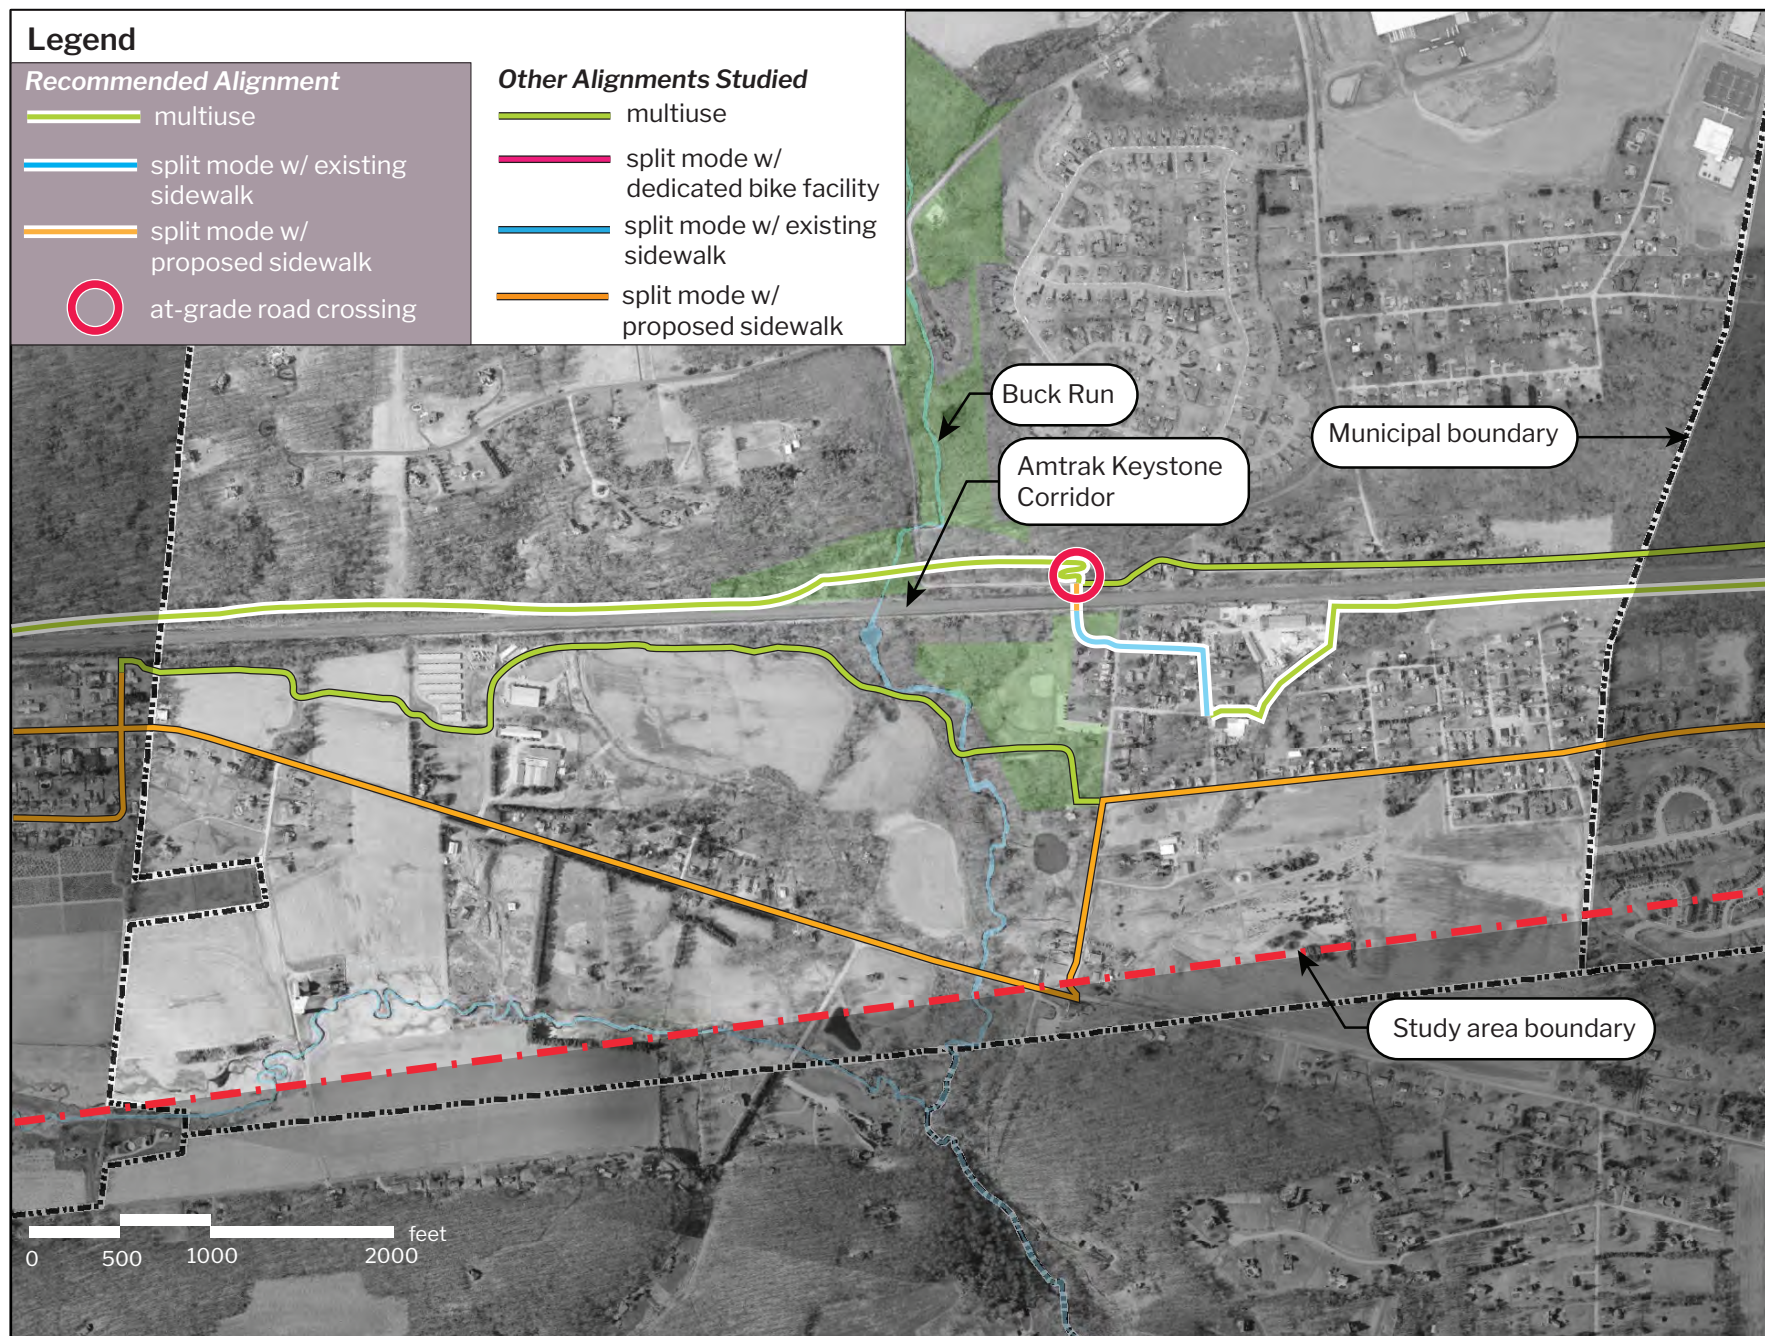 Legend
Recommended Alignment
multiuse
split mode w/ existing
sidewalk
split mode w/
proposed sidewalk
at-grade road crossing
Other Alignments Studied
multiuse
split mode w/
dedicated bike facility
split mode w/ existing
sidewalk
split mode w/
proposed sidewalk
Buck Run
Municipal boundary
Amtrak Keystone
Corridor
Study area boundary
feet
0 500 1000 2000